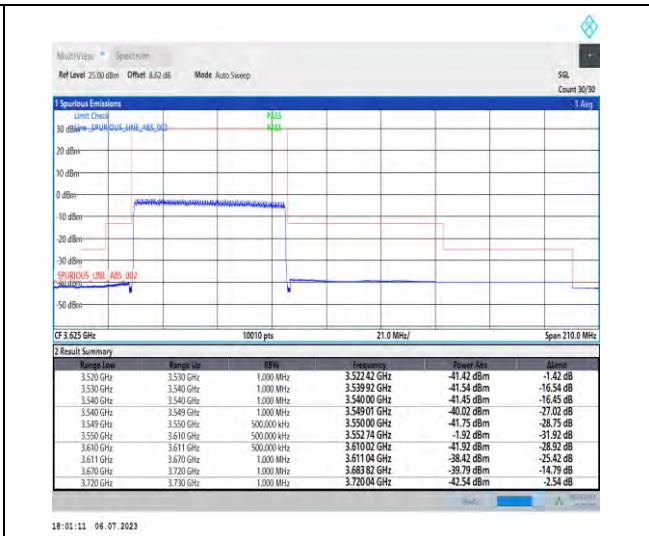 MultiView Spectrum
Ref Level 25.00 dBm Offset 8.62 dB Mode Auto Sweep SGL
Count 30/30
1 Spurious Emissions 1 Avg
Limit Check PASS
30 dBm Line _SPURIOUS_LINE_ABS_002 PASS
20 dBm
10 dBm
0 dBm
-10 dBm
-20 dBm
-30 dBm
SPURIOUS_LINE_ABS_002
-40 dBm
-50 dBm
CF 3.625 GHz 10010 pts 21.0 MHz/ Span 210.0 MHz
2 Result Summary
Range Low Range Up RBW Frequency Power Abs ΔLimit
3.520 GHz 3.530 GHz 1.000 MHz 3.522 42 GHz -41.42 dBm -1.42 dB
3.530 GHz 3.540 GHz 1.000 MHz 3.539 92 GHz -41.54 dBm -16.54 dB
3.540 GHz 3.540 GHz 1.000 MHz 3.540 00 GHz -41.45 dBm -16.45 dB
3.540 GHz 3.549 GHz 1.000 MHz 3.549 01 GHz -40.02 dBm -27.02 dB
3.549 GHz 3.550 GHz 500.000 kHz 3.550 00 GHz -41.75 dBm -28.75 dB
3.550 GHz 3.610 GHz 500.000 kHz 3.552 74 GHz -1.92 dBm -31.92 dB
3.610 GHz 3.611 GHz 500.000 kHz 3.610 02 GHz -41.92 dBm -28.92 dB
3.611 GHz 3.670 GHz 1.000 MHz 3.611 04 GHz -38.42 dBm -25.42 dB
3.670 GHz 3.720 GHz 1.000 MHz 3.683 82 GHz -39.79 dBm -14.79 dB
3.720 GHz 3.730 GHz 1.000 MHz 3.720 04 GHz -42.54 dBm -2.54 dB
18:01:11 06.07.2023